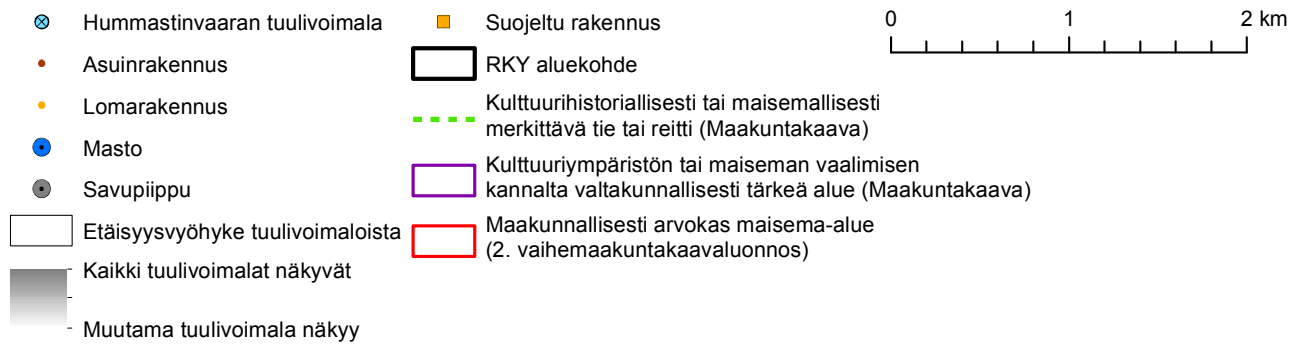 Hummastinvaaran tuulivoimala
Asuinrakennus
Lomarakennus
Masto
Savupiippu
Etäisyysvyöhyke tuulivoimaloista
Kaikki tuulivoimalat näkyvät
Muutama tuulivoimala näkyy
Suojeltu rakennus
RKY aluekohde
Kulttuurihistoriallisesti tai maisemallisesti
merkittävä tie tai reitti (Maakuntakaava)
Kulttuuriympäristön tai maiseman vaalimisen
kannalta valtakunnallisesti tärkeä alue (Maakuntakaava)
Maakunnallisesti arvokas maisema-alue
(2. vaihemaakuntakaavaluonnos)
0 1 2 km